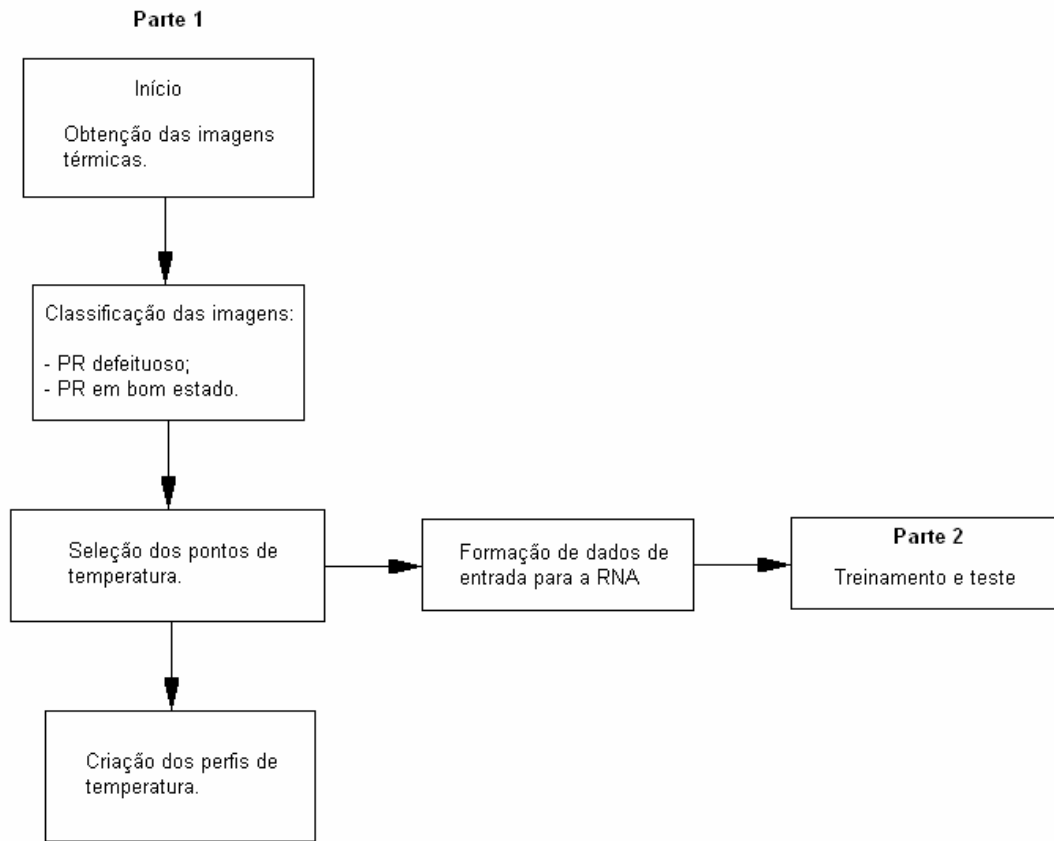 Parte 1
Início
Obtenção das imagens
térmicas.
Classificação das imagens:
- PR defeituoso;
- PR em bom estado.
Seleção dos pontos de
temperatura.
Formação de dados de
entrada para a RNA
Parte 2
Treinamento e teste
Criação dos perfis de
temperatura.